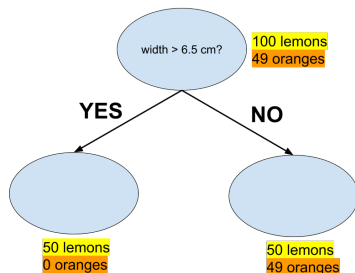 width > 6.5 cm?
100 lemons
49 oranges
YES
NO
50 lemons
0 oranges
50 lemons
49 oranges